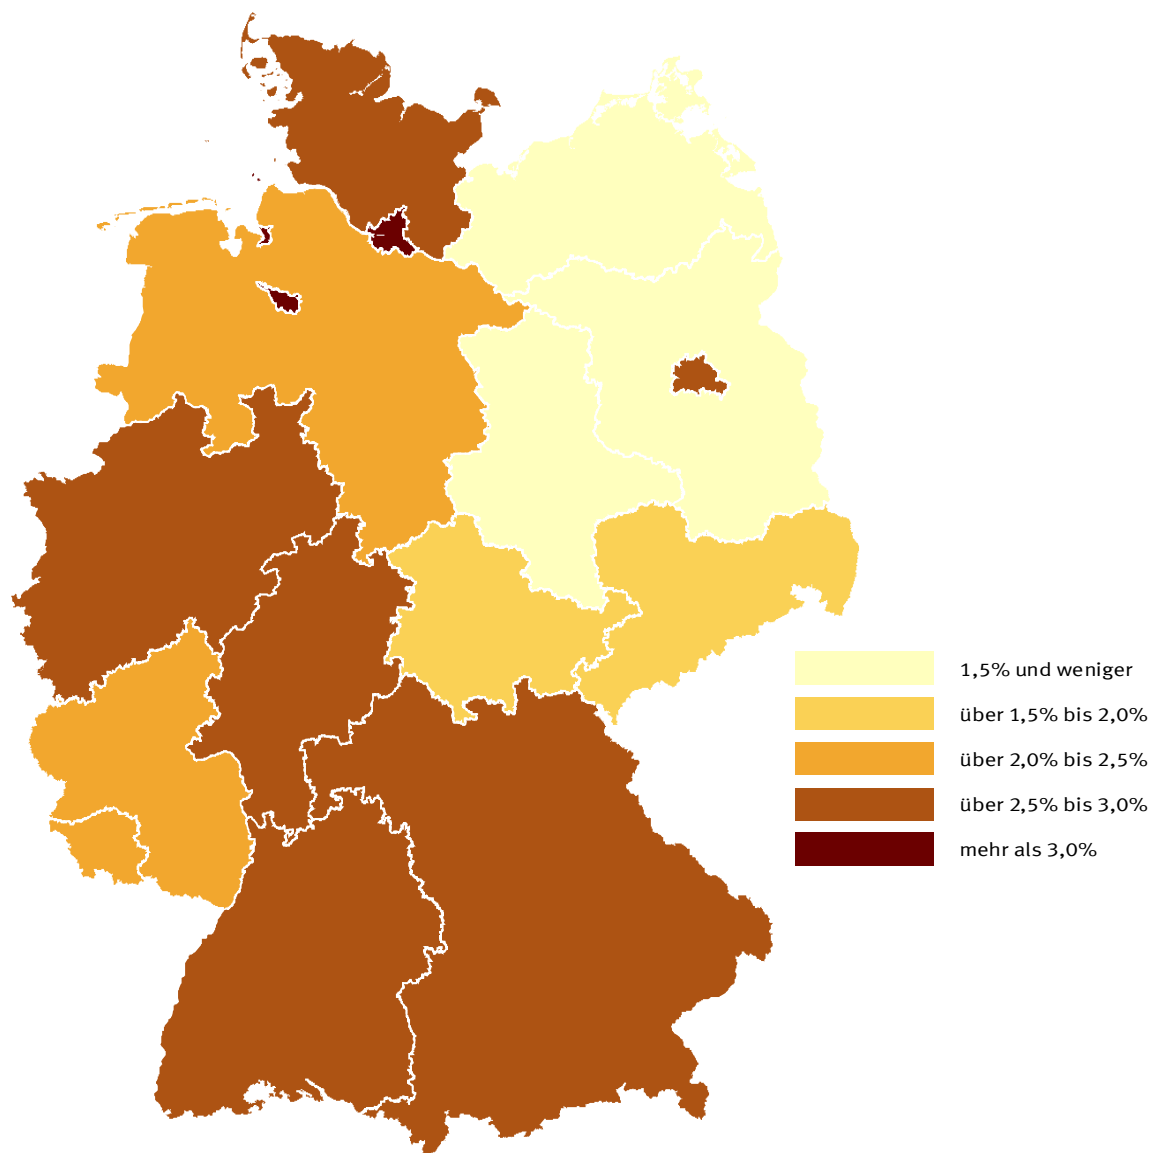 1,5% und weniger
über 1,5% bis 2,0%
über 2,0% bis 2,5%
über 2,5% bis 3,0%
mehr als 3,0%